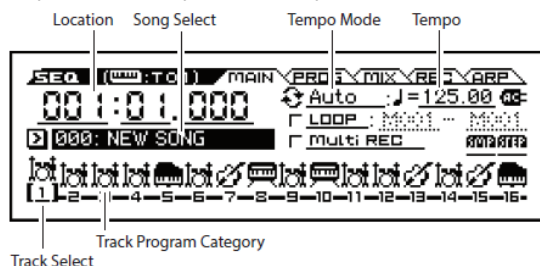 Location Song Select Tempo Mode Tempo
SEQ (:T01) MAIN PROG MIX REC ARP
001:01.000 Auto :♩=125.00
LOOP : M001 -- M001
000: NEW SONG Multi REC
1-2-3-4-5-6-7-8-9-10-11-12-13-14-15-16-
Track Program Category
Track Select